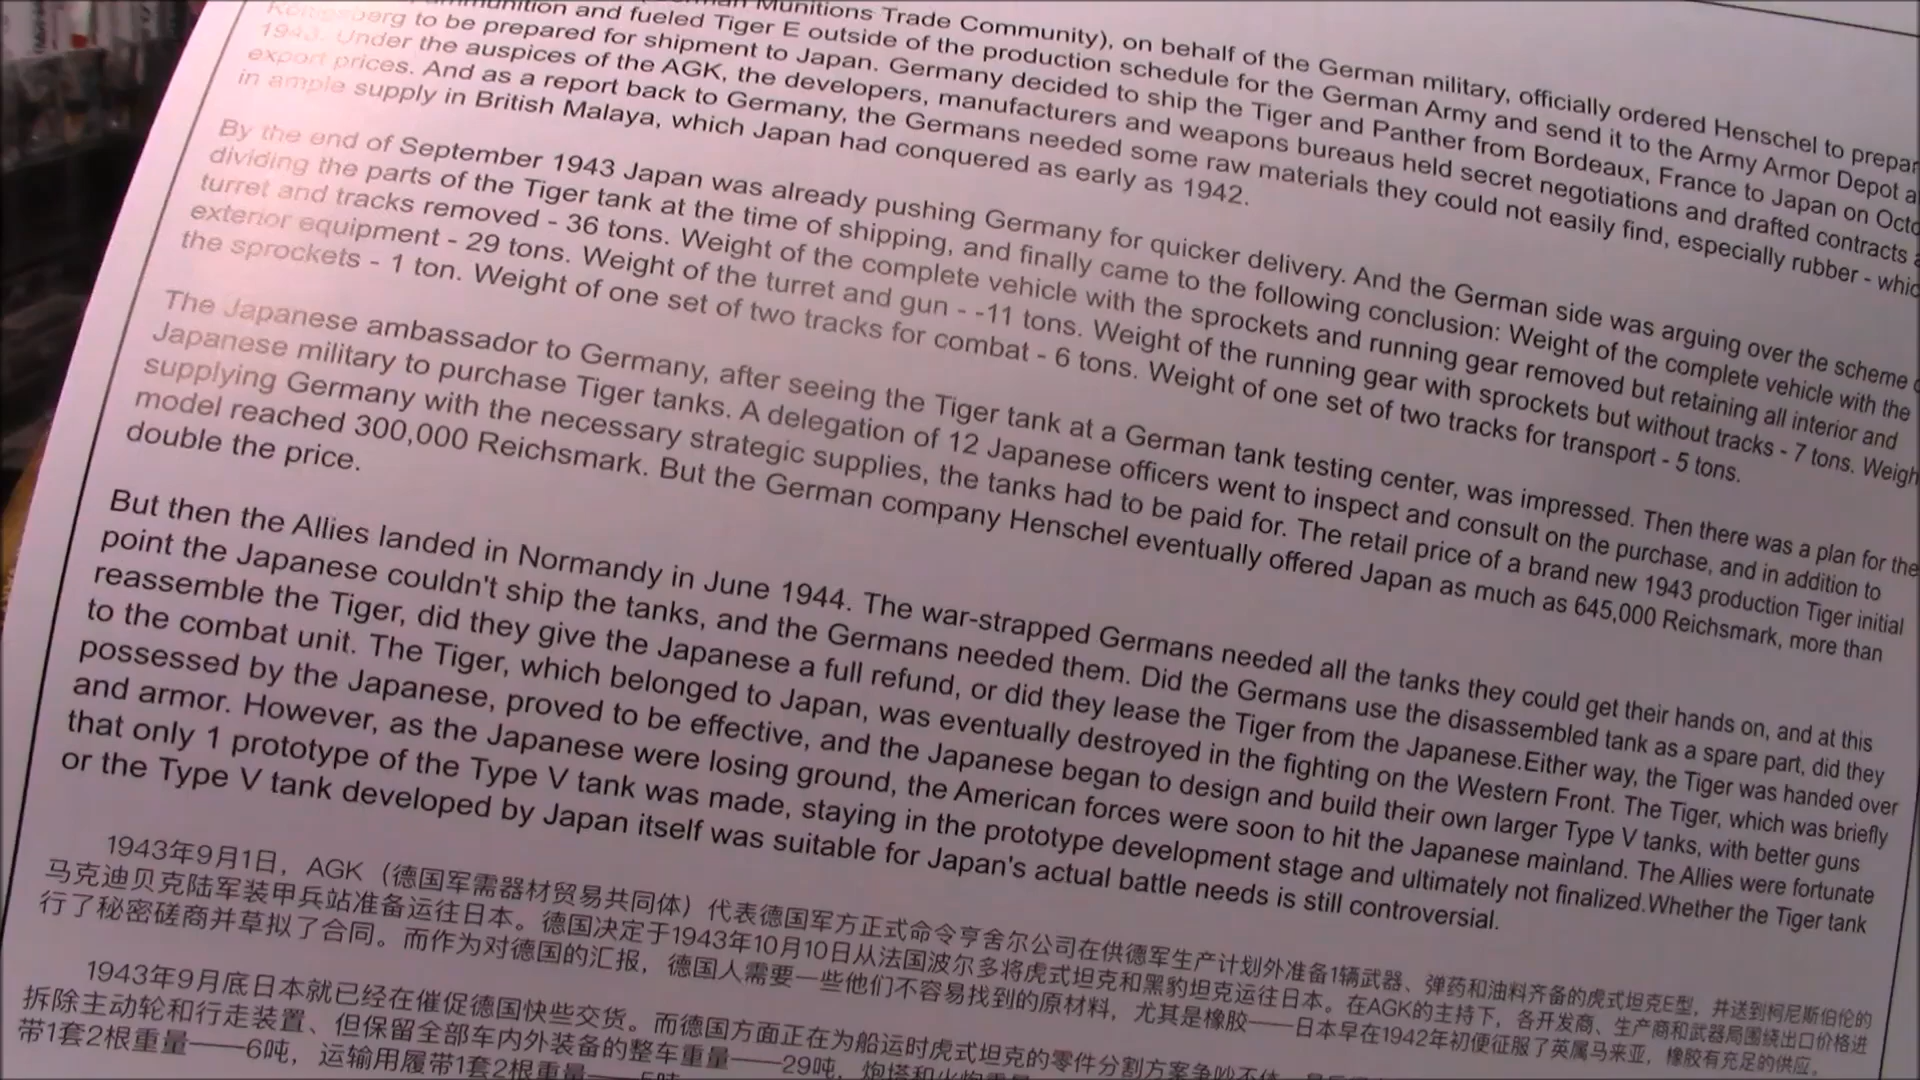 Munitions Trade Community), on behalf of the German military, officially ordered Henschel to prepar
and fueled Tiger E outside of the production schedule for the German Army and send it to the Army Armor Depot a
Königsberg to be prepared for shipment to Japan. Germany decided to ship the Tiger and Panther from Bordeaux, France to Japan on Octo
1943. Under the auspices of the AGK, the developers, manufacturers and weapons bureaus held secret negotiations and drafted contracts
export prices. And as a report back to Germany, the Germans needed some raw materials they could not easily find, especially rubber - whic
in ample supply in British Malaya, which Japan had conquered as early as 1942.
By the end of September 1943 Japan was already pushing Germany for quicker delivery. And the German side was arguing over the scheme
dividing the parts of the Tiger tank at the time of shipping, and finally came to the following conclusion: Weight of the complete vehicle with the
turret and tracks removed - 36 tons. Weight of the complete vehicle with the sprockets and running gear removed but retaining all interior and
exterior equipment - 29 tons. Weight of the turret and gun - -11 tons. Weight of the running gear with sprockets but without tracks - 7 tons. Weigh
the sprockets - 1 ton. Weight of one set of two tracks for combat - 6 tons. Weight of one set of two tracks for transport - 5 tons.
The Japanese ambassador to Germany, after seeing the Tiger tank at a German tank testing center, was impressed. Then there was a plan for the
Japanese military to purchase Tiger tanks. A delegation of 12 Japanese officers went to inspect and consult on the purchase, and in addition to
supplying Germany with the necessary strategic supplies, the tanks had to be paid for. The retail price of a brand new 1943 production Tiger initial
model reached 300,000 Reichsmark. But the German company Henschel eventually offered Japan as much as 645,000 Reichsmark, more than
double the price.
But then the Allies landed in Normandy in June 1944. The war-strapped Germans needed all the tanks they could get their hands on, and at this
point the Japanese couldn't ship the tanks, and the Germans needed them. Did the Germans use the disassembled tank as a spare part, did they
reassemble the Tiger, did they give the Japanese a full refund, or did they lease the Tiger from the Japanese.Either way, the Tiger was handed over
to the combat unit. The Tiger, which belonged to Japan, was eventually destroyed in the fighting on the Western Front. The Tiger, which was briefly
possessed by the Japanese, proved to be effective, and the Japanese began to design and build their own larger Type V tanks, with better guns
and armor. However, as the Japanese were losing ground, the American forces were soon to hit the Japanese mainland. The Allies were fortunate
that only 1 prototype of the Type V tank was made, staying in the prototype development stage and ultimately not finalized.Whether the Tiger tank
or the Type V tank developed by Japan itself was suitable for Japan's actual battle needs is still controversial.
1943年9月1日，AGK（德国军需器材贸易共同体）代表德国军方正式命令亨舍尔公司在供德军生产计划外准备1辆武器、弹药和油料齐备的虎式坦克E型，并送到柯尼斯伯伦的
马克迪贝克陆军装甲兵站准备运往日本。德国决定于1943年10月10日从法国波尔多将虎式坦克和黑豹坦克运往日本。在AGK的主持下，各开发商、生产商和武器局围绕出口价格进
行了秘密磋商并草拟了合同。而作为对德国的汇报，德国人需要一些他们不容易找到的原材料，尤其是橡胶——日本早在1942年初便征服了英属马来亚，橡胶有充足的供应。
1943年9月底日本就已经在催促德国快些交货。而德国方面正在为船运时虎式坦克的零件分割方案争吵不休
拆除主动轮和行走装置、但保留全部车内外装备的整车重量——29吨，炮塔和火炮重
带1套2根重量——6吨，运输用履带1套2根重量——5吨